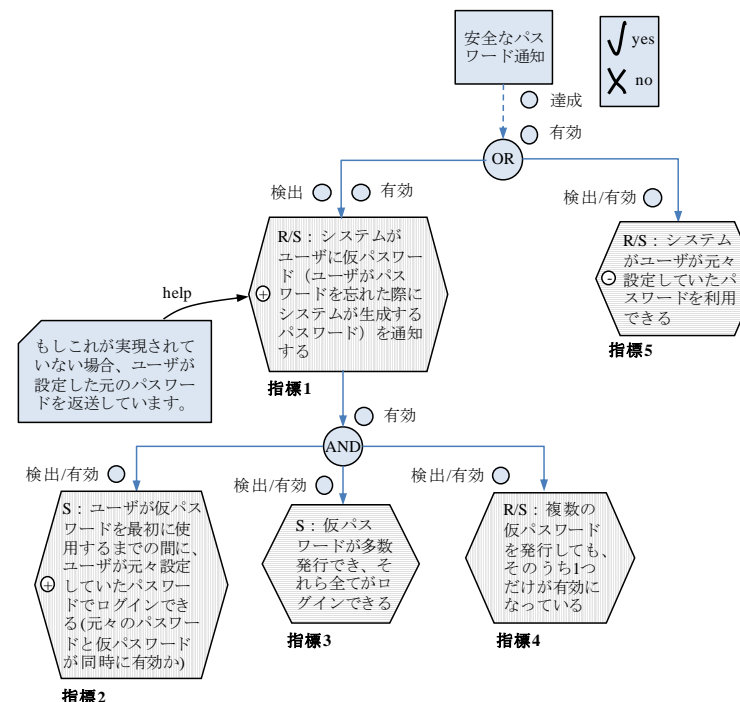 安全なパス
ワード通知
yes
no
達成
有効
OR
検出
有効
検出/有効
R/S：システムが
ユーザに仮パスワー
ド（ユーザがパス
ワードを忘れた際に
システムが生成する
パスワード）を通知
する
+
指標1
R/S：システム
がユーザが元々
設定していたパ
スワードを利用
できる
-
指標5
help
もしこれが実現されて
いない場合、ユーザが
設定した元のパスワー
ドを返送しています。
有効
AND
検出/有効
検出/有効
検出/有効
S：ユーザが仮パス
ワードを最初に使
用するまでの間に、
ユーザが元々設定
していたパスワー
ドでログインでき
る(元々のパスワー
ドと仮パスワード
が同時に有効か)
+
指標2
S：仮パス
ワードが多数
発行でき、そ
れら全てがロ
グインできる
指標3
R/S：複数の
仮パスワード
を発行しても、
そのうち1つ
だけが有効に
なっている
指標4